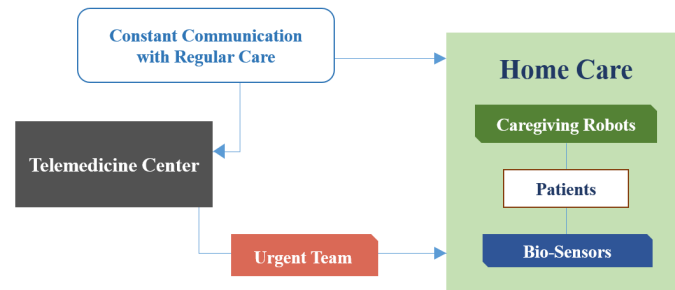 Constant Communication
with Regular Care
Home Care
Caregiving Robots
Telemedicine Center
Patients
Urgent Team
Bio-Sensors